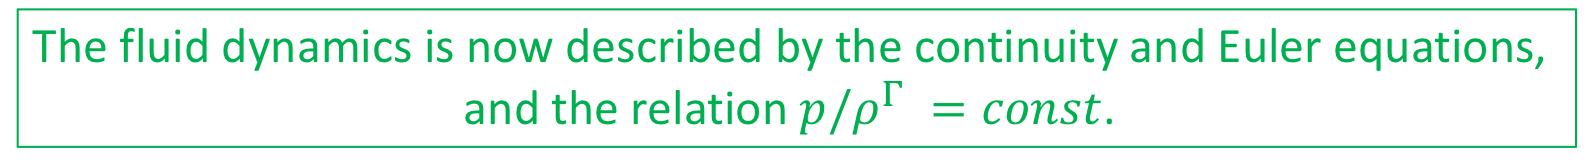 The fluid dynamics is now described by the continuity and Euler equations,
and the relation p/ρ^Γ = const.